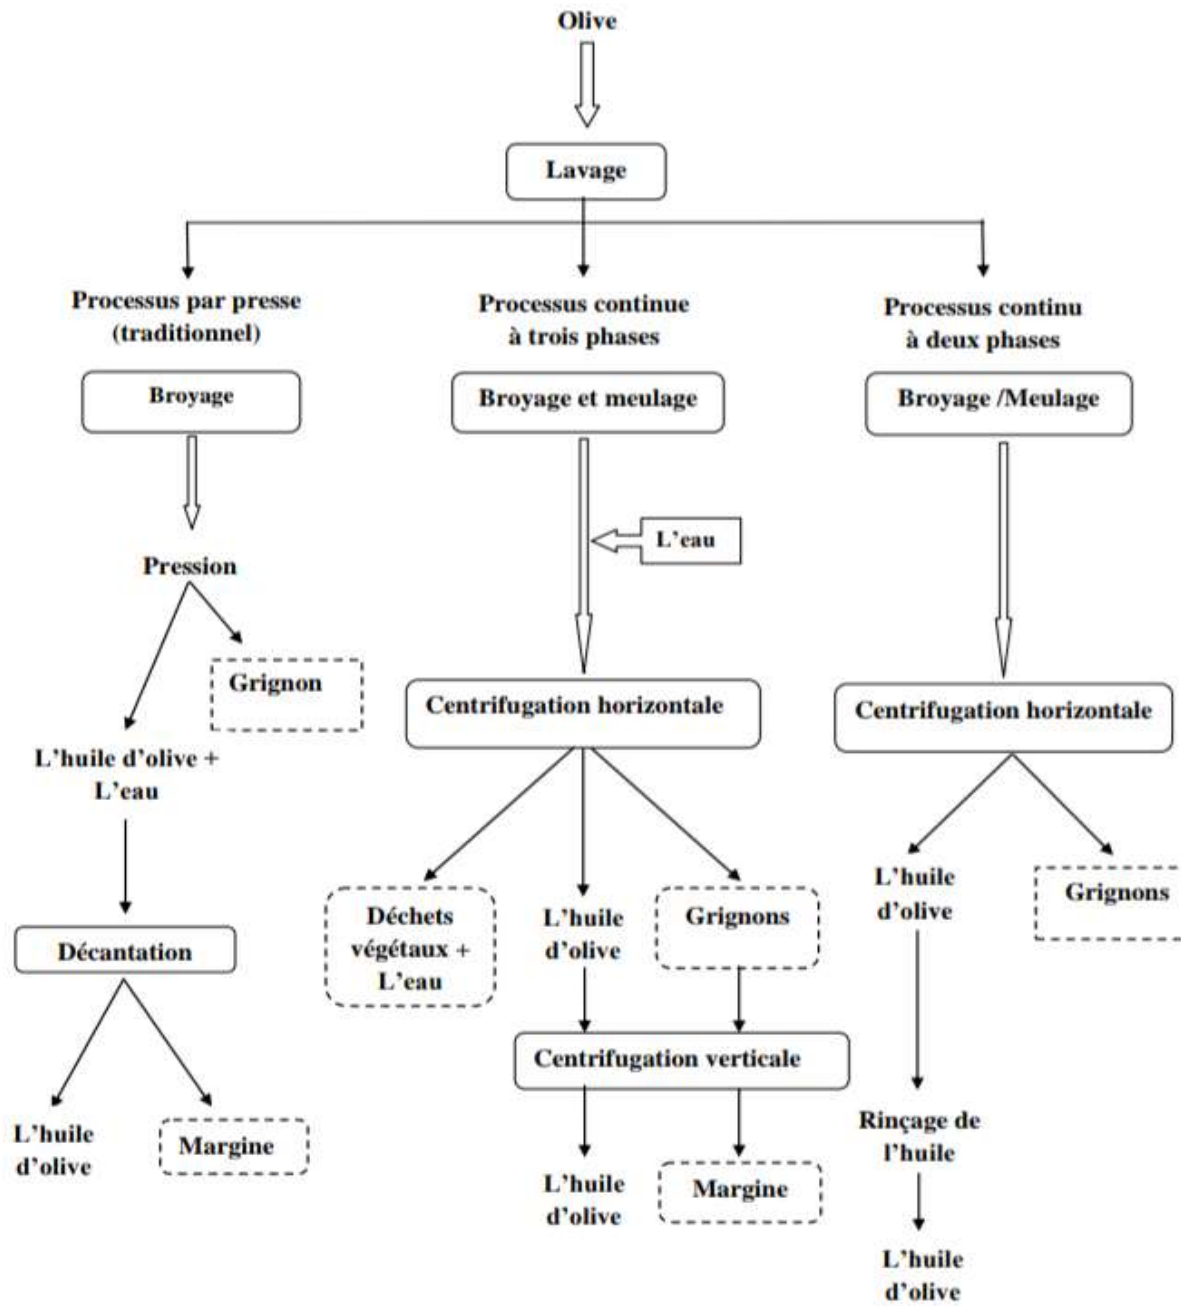 Olive
Lavage
Processus par presse
(traditionnel)
Broyage
Pression
Grignon
L'huile d'olive +
L'eau
Décantation
L'huile
d'olive
Margine
Processus continue
à trois phases
Broyage et meulage
L'eau
Centrifugation horizontale
Déchets
végétaux +
L'eau
L'huile
d'olive
Grignons
Centrifugation verticale
L'huile
d'olive
Margine
Processus continu
à deux phases
Broyage /Meulage
Centrifugation horizontale
L'huile
d'olive
Grignons
Rinçage de
l'huile
L'huile
d'olive